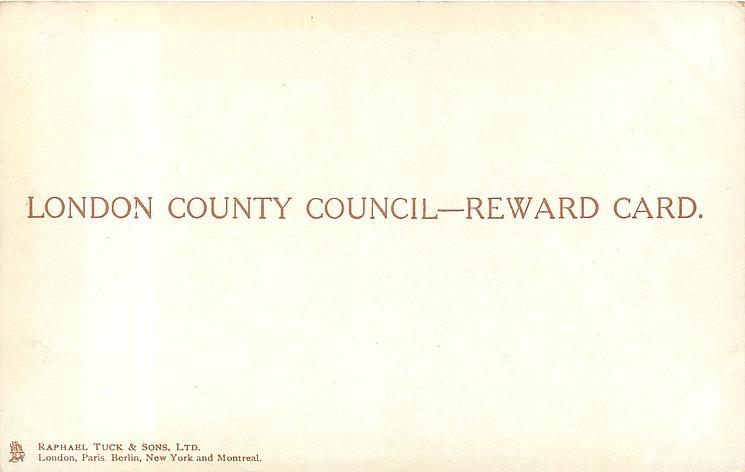 LONDON COUNTY COUNCIL—REWARD CARD.
RAPHAEL TUCK & SONS, LTD.
London, Paris. Berlin, New York and Montreal.